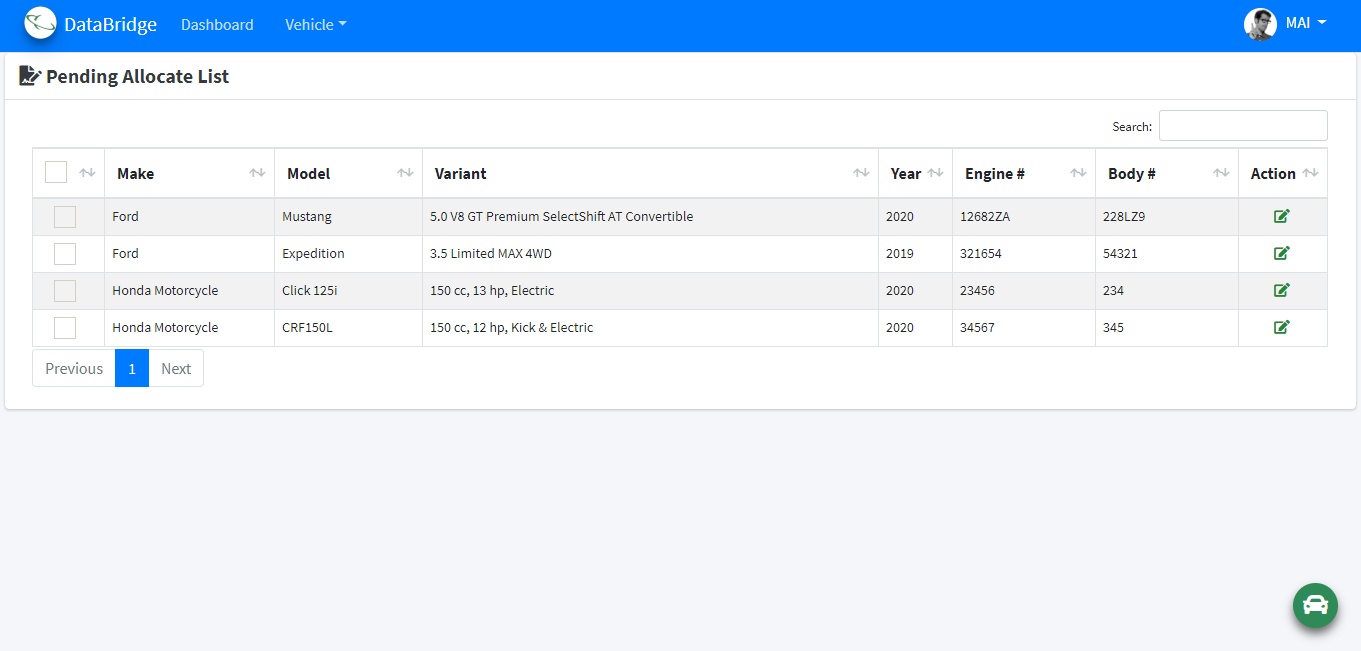 DataBridge Dashboard Vehicle MAI
Pending Allocate List
Search:
Make Model Variant Year Engine # Body # Action
Ford Mustang 5.0 V8 GT Premium SelectShift AT Convertible 2020 12682ZA 228LZ9
Ford Expedition 3.5 Limited MAX 4WD 2019 321654 54321
Honda Motorcycle Click 125i 150 cc, 13 hp, Electric 2020 23456 234
Honda Motorcycle CRF150L 150 cc, 12 hp, Kick & Electric 2020 34567 345
Previous 1 Next